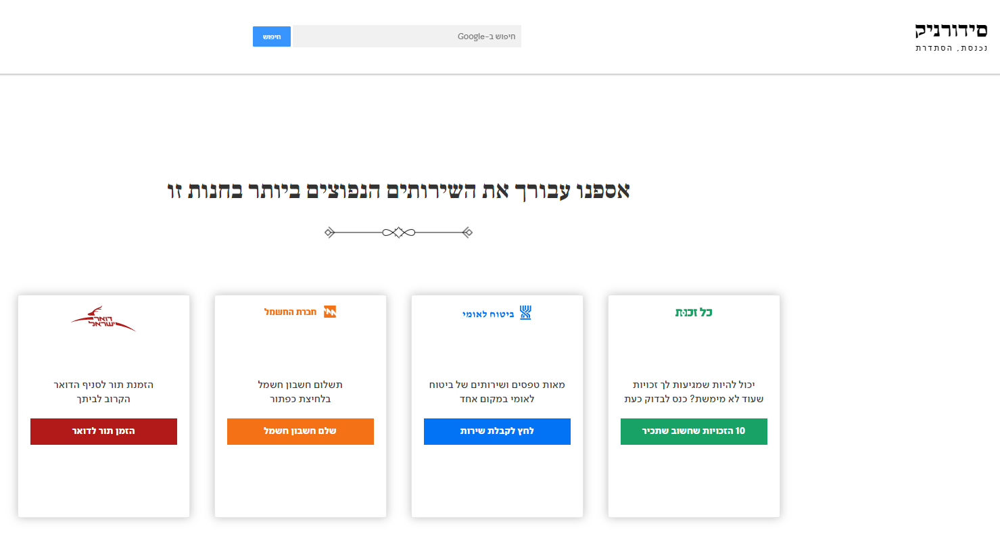 סידורניק
נכנסת, הסתדרת
חיפוש ב-Google
חיפוש
אספנו עבורך את השירותים הנפוצים ביותר בחנות זו
כל זכות
יכול להיות שמגיעות לך זכויות
שעוד לא מימשת? כנס לבדוק כעת
10 הזכויות שחשוב שתכיר
ביטוח לאומי
מאות טפסים ושירותים של ביטוח
לאומי במקום אחד
לחץ לקבלת שירות
חברת החשמל
תשלום חשבון חשמל
בלחיצת כפתור
שלם חשבון חשמל
דואר
ישראל
הזמנת תור לסניף הדואר
הקרוב לביתך
הזמן תור לדואר